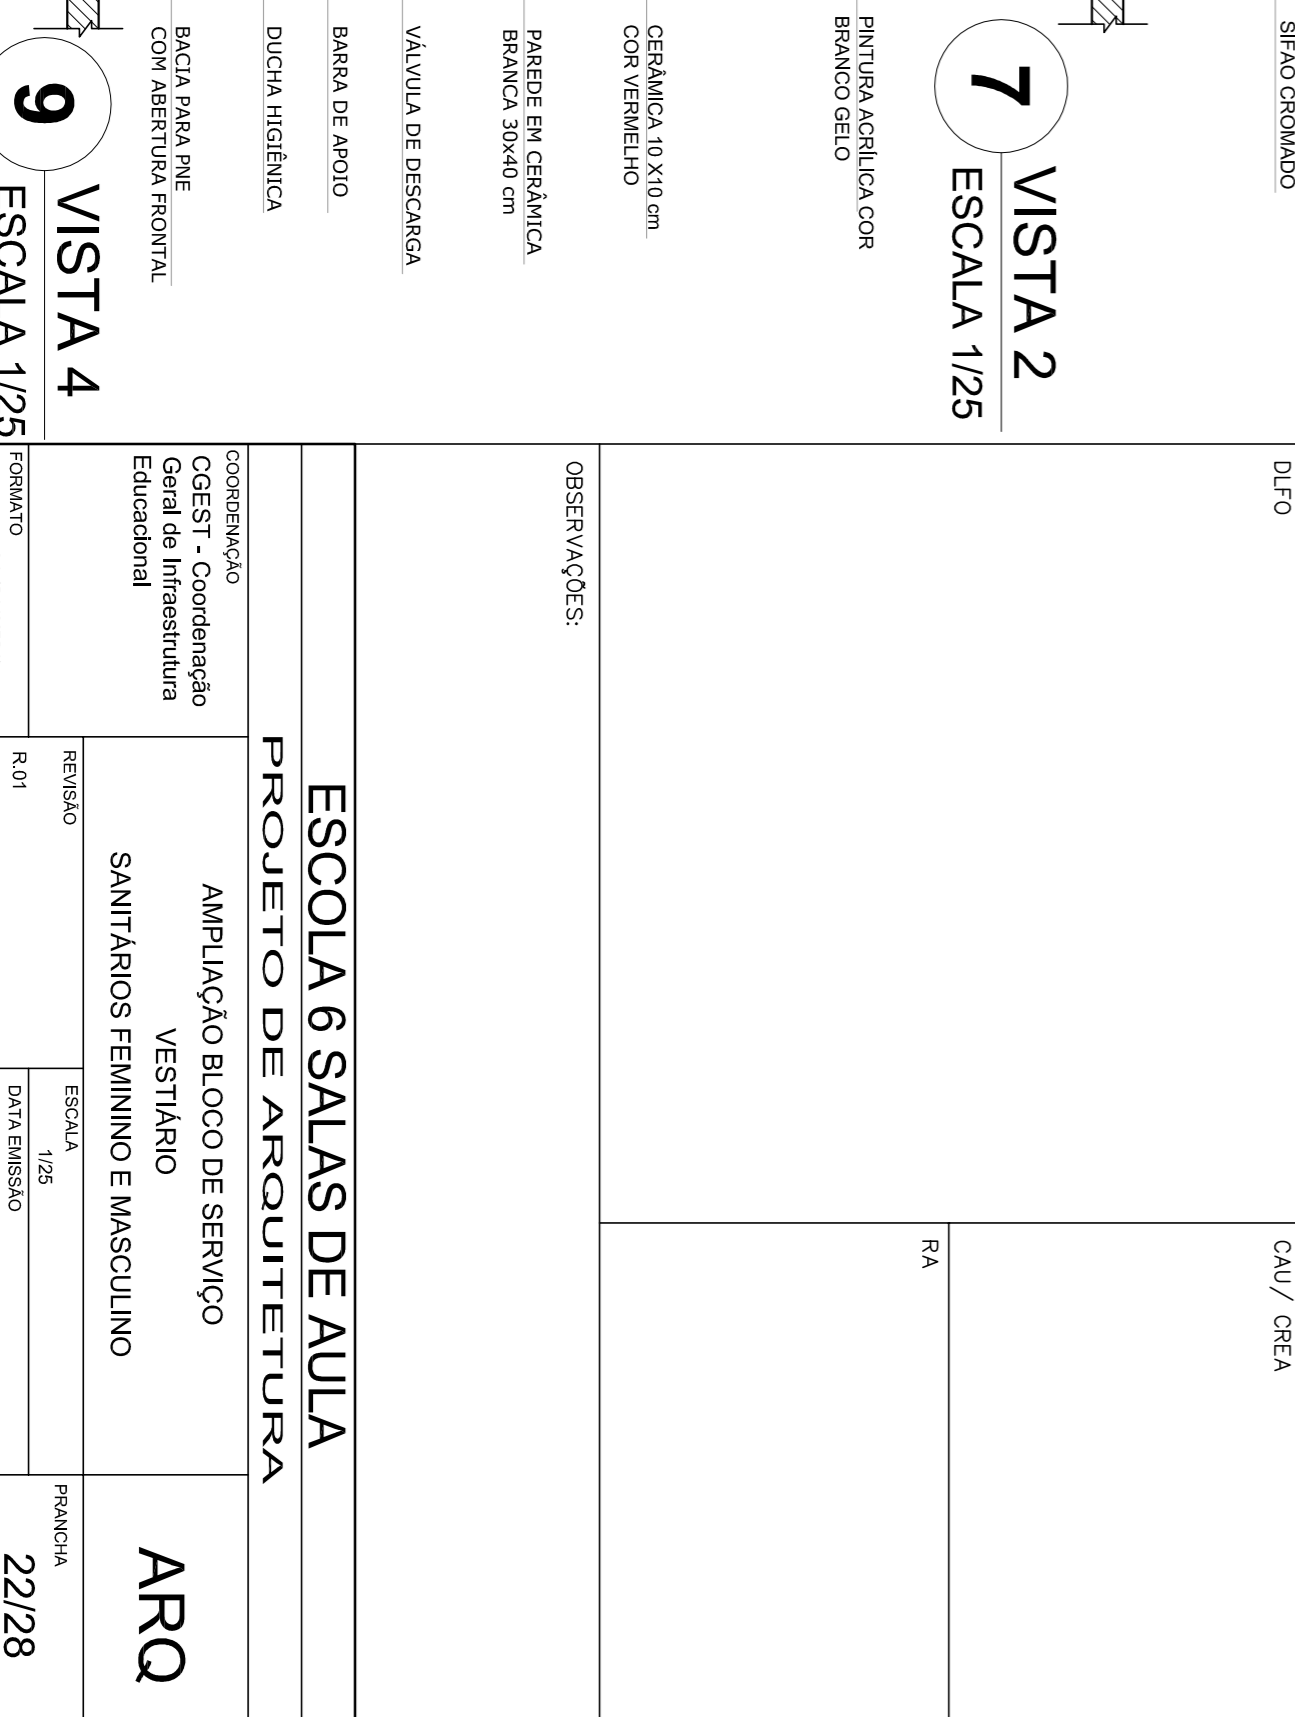 SIFAO CROMADO
7
VISTA 2
ESCALA 1/25
PINTURA ACRÍLICA COR
BRANCO GELO
CERÂMICA 10 X10 cm
COR VERMELHO
PAREDE EM CERÂMICA
BRANCA 30x40 cm
VÁLVULA DE DESCARGA
BARRA DE APOIO
DUCHA HIGIÊNICA
BACIA PARA PNE
COM ABERTURA FRONTAL
9
VISTA 4
ESCALA 1/25
DLFO
CAU/ CREA
RA
OBSERVAÇÕES:
ESCOLA 6 SALAS DE AULA
PROJETO DE ARQUITETURA
COORDENAÇÃO
CGEST - Coordenação
Geral de Infraestrutura
Educacional
AMPLIAÇÃO BLOCO DE SERVIÇO
VESTIÁRIO
SANITÁRIOS FEMININO E MASCULINO
ARQ
FORMATO
REVISÃO
R.01
ESCALA
1/25
DATA EMISSÃO
PRANCHA
22/28